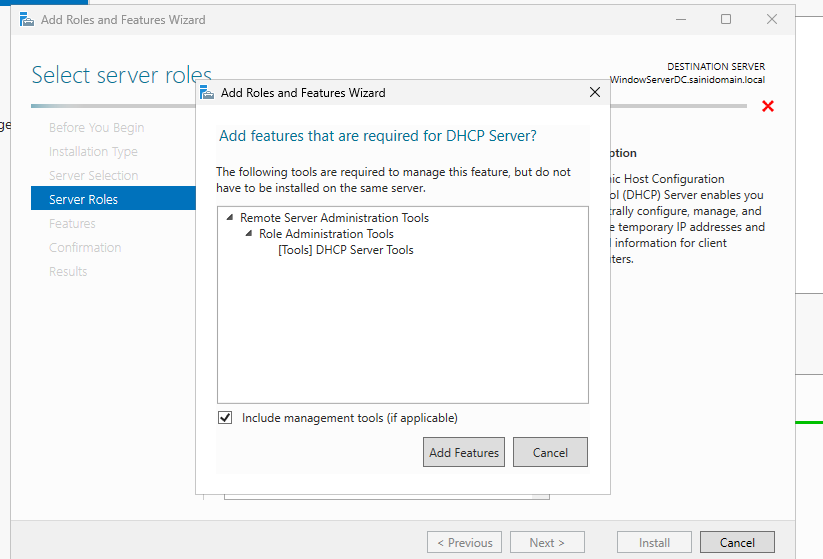 Add Roles and Features Wizard
Select server roles
DESTINATION SERVER
WindowServerDC.sainidomain.local
Before You Begin
Installation Type
Server Selection
Server Roles
Features
Confirmation
Results
Add Roles and Features Wizard
Add features that are required for DHCP Server?
The following tools are required to manage this feature, but do not
have to be installed on the same server.
Remote Server Administration Tools
Role Administration Tools
[Tools] DHCP Server Tools
Include management tools (if applicable)
Add Features
Cancel
Host Configuration
(DHCP) Server enables you
configure, manage, and
temporary IP addresses and
information for client
< Previous
Next >
Install
Cancel